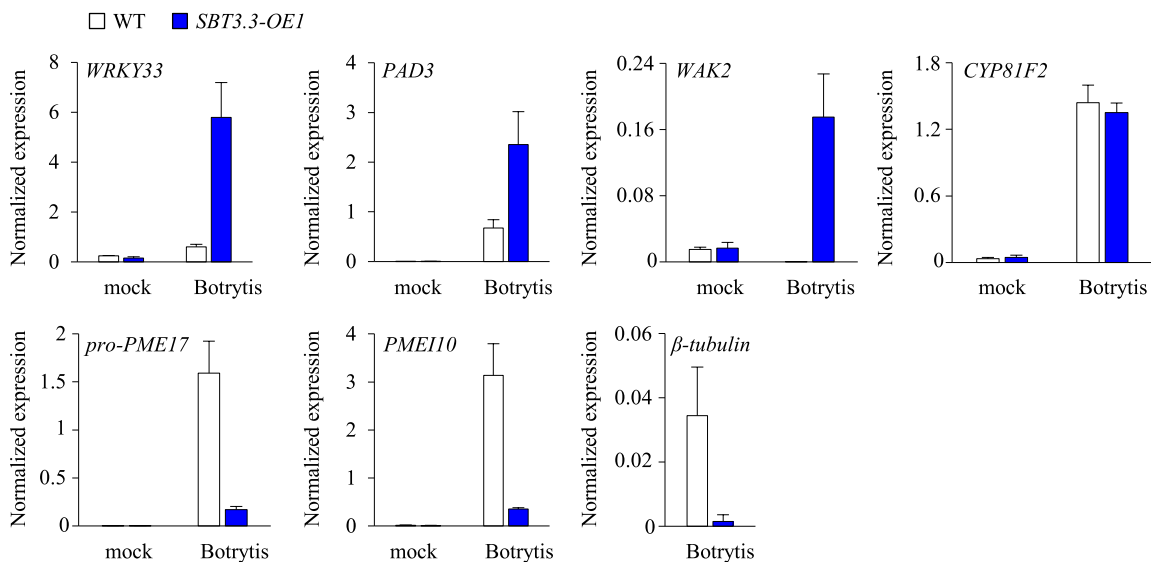 WT SBT3.3-OE1
WRKY33
Normalized expression
8
6
4
2
0
mock Botrytis
PAD3
Normalized expression
4
3
2
1
0
mock Botrytis
WAK2
Normalized expression
0.24
0.16
0.08
0
mock Botrytis
CYP81F2
Normalized expression
1.8
1.2
0.6
0
mock Botrytis
pro-PME17
Normalized expression
2
1.5
1
0.5
0
mock Botrytis
PMEI10
Normalized expression
4
3
2
1
0
mock Botrytis
β-tubulin
Normalized expression
0.06
0.04
0.02
0
Botrytis